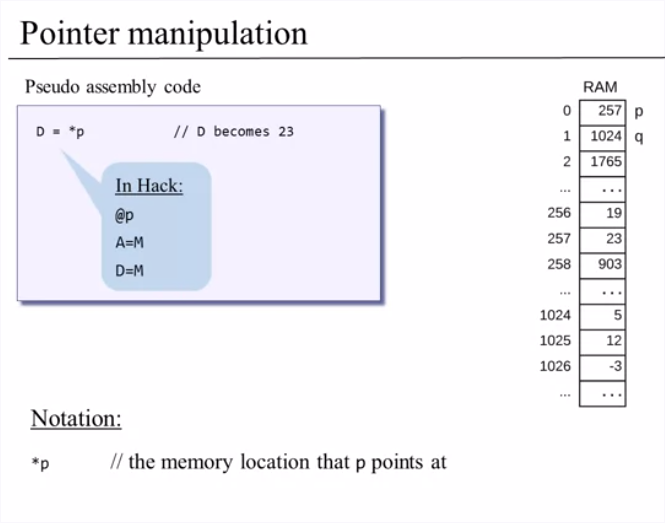 Pointer manipulation
Pseudo assembly code
D = *p // D becomes 23
In Hack:
@p
A=M
D=M
RAM
0 257 p
1 1024 q
2 1765
... ...
256 19
257 23
258 903
... ...
1024 5
1025 12
1026 -3
... ...
Notation:
*p // the memory location that p points at